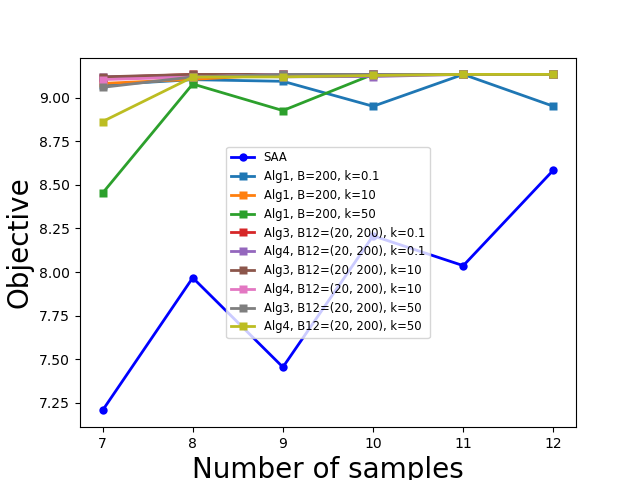 9.00
8.75
8.50
8.25
8.00
7.75
7.50
7.25
Objective
SAA
Alg1, B=200, k=0.1
Alg1, B=200, k=10
Alg1, B=200, k=50
Alg3, B12=(20, 200), k=0.1
Alg4, B12=(20, 200), k=0.1
Alg3, B12=(20, 200), k=10
Alg4, B12=(20, 200), k=10
Alg3, B12=(20, 200), k=50
Alg4, B12=(20, 200), k=50
7 8 9 10 11 12
Number of samples